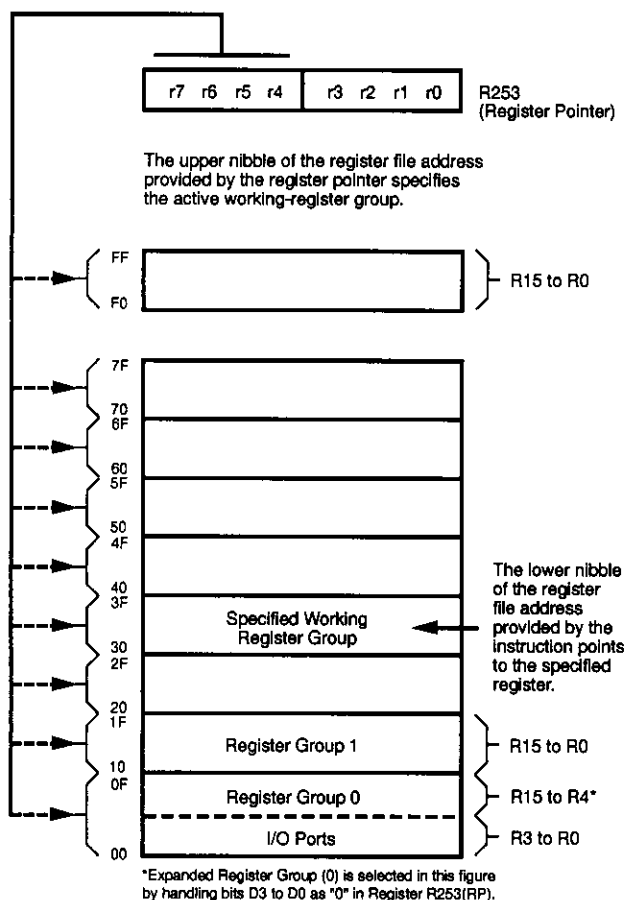 r7 r6 r5 r4 r3 r2 r1 r0
R253
(Register Pointer)
The upper nibble of the register file address
provided by the register pointer specifies
the active working-register group.
FF
F0
R15 to R0
7F
70
6F
60
5F
50
4F
40
3F
Specified Working
Register Group
The lower nibble
of the register
file address
provided by the
instruction points
to the specified
register.
30
2F
20
1F
Register Group 1
R15 to R0
10
0F
Register Group 0
R15 to R4*
I/O Ports
R3 to R0
00
*Expanded Register Group (0) is selected in this figure
by handling bits D3 to D0 as "0" in Register R253(RP).